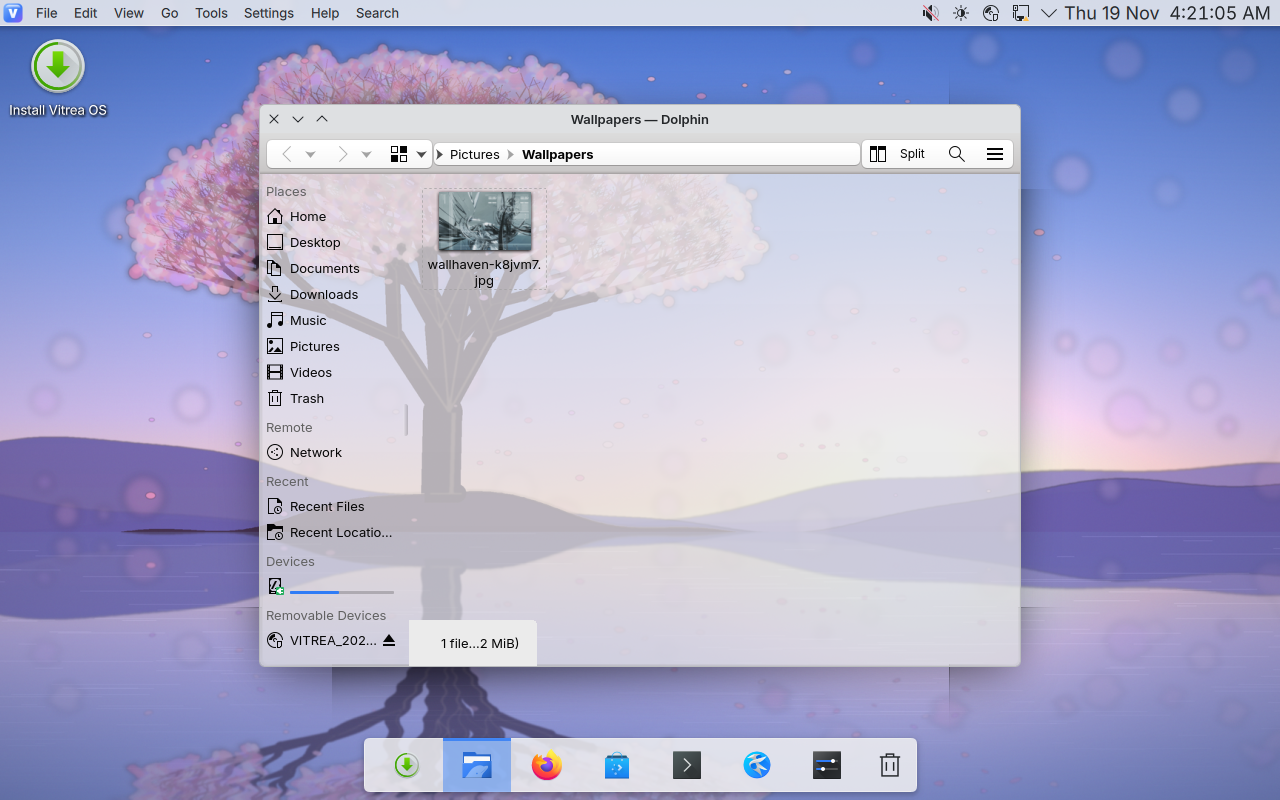 File Edit View Go Tools Settings Help Search
Thu 19 Nov 4:21:05 AM
Install Vitrea OS
Wallpapers — Dolphin
Pictures Wallpapers
Split
Places
Home
Desktop
Documents
Downloads
Music
Pictures
Videos
Trash
Remote
Network
Recent
Recent Files
Recent Locatio...
Devices
Removable Devices
VITREA_202...
wallhaven-k8jvm7.
jpg
1 file...2 MiB)